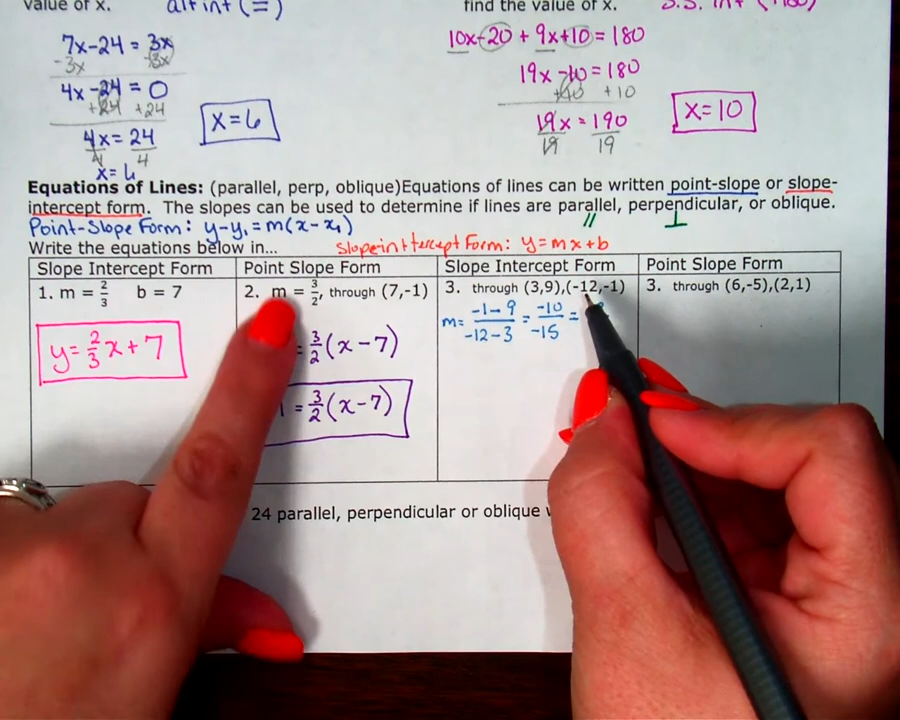 value of x. alt int (=)
find the value of x.
7x-24 = 3x
-3x -3x
4x -24 = 0
+24 +24
4x = 24
4 4
x = 6
x=6
10x-20 + 9x+10 = 180
19x -10 = 180
+10 +10
19x = 190
19 19
x=10
Equations of Lines: (parallel, perp, oblique)Equations of lines can be written point-slope or slope-
intercept form. The slopes can be used to determine if lines are parallel, perpendicular, or oblique.
Point-Slope Form: y-y₁=m(x-x₁) // ⊥
Write the equations below in... Slope intercept Form: y=mx+b
Slope Intercept Form
1. m = 2/3 b = 7
y = 2/3 x + 7
Point Slope Form
2. m = 3/2, through (7,-1)
= 3/2 (x - 7)
1 = 3/2 (x - 7)
Slope Intercept Form
3. through (3,9),(-12,-1)
m = -1-9/-12-3 = -10/-15 =
Point Slope Form
3. through (6,-5),(2,1)
24 parallel, perpendicular or oblique